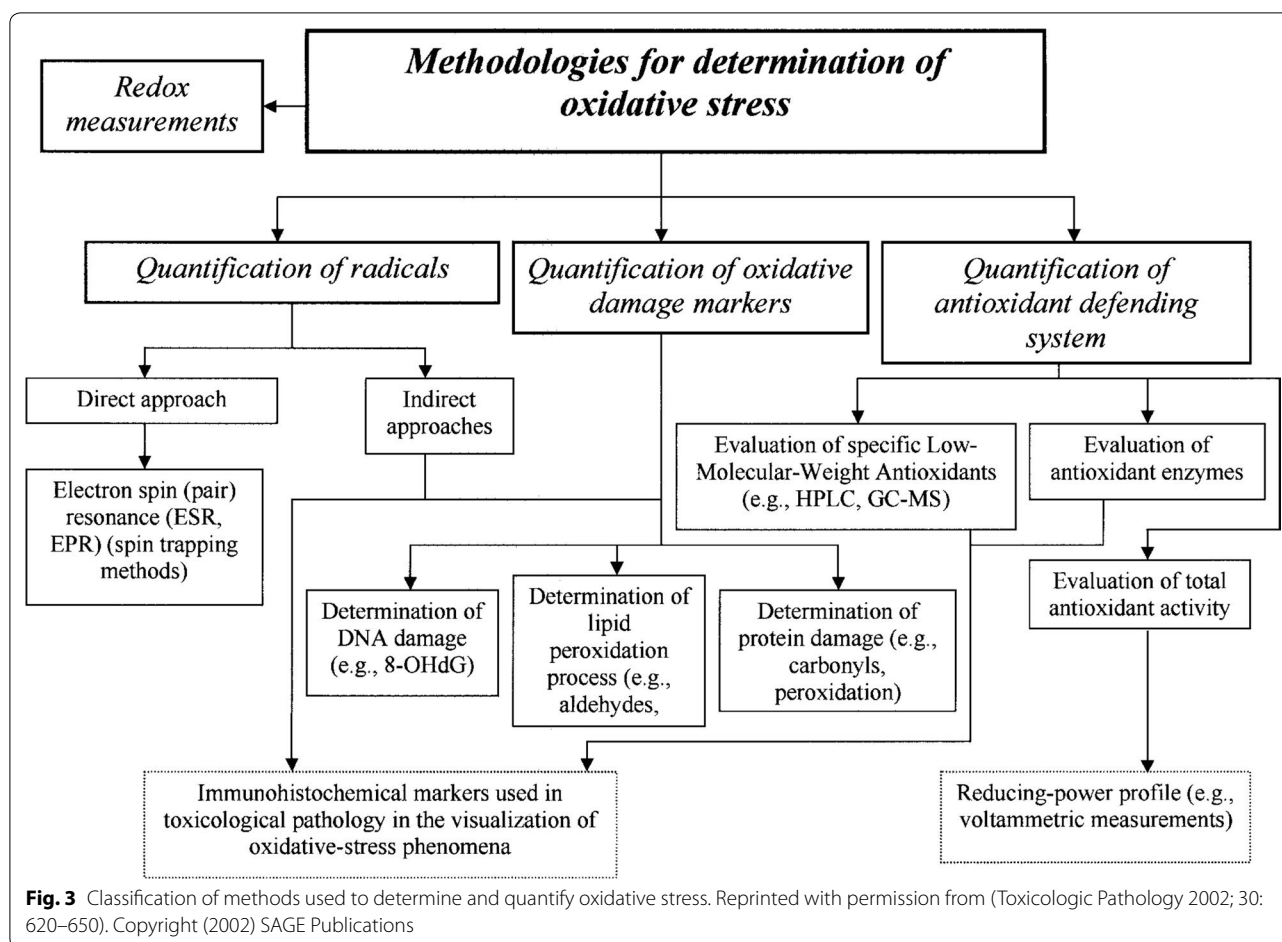 Methodologies for determination of
oxidative stress
Redox
measurements
Quantification of radicals
Quantification of oxidative
damage markers
Quantification of
antioxidant defending
system
Direct approach
Indirect
approaches
Electron spin (pair)
resonance (ESR,
EPR) (spin trapping
methods)
Evaluation of specific Low-
Molecular-Weight Antioxidants
(e.g., HPLC, GC-MS)
Evaluation of
antioxidant enzymes
Evaluation of total
antioxidant activity
Determination of
DNA damage
(e.g., 8-OHdG)
Determination of
lipid
peroxidation
process (e.g.,
aldehydes,
Determination of
protein damage (e.g.,
carbonyls,
peroxidation)
Immunohistochemical markers used in
toxicological pathology in the visualization of
oxidative-stress phenomena
Reducing-power profile (e.g.,
voltammetric measurements)
Fig. 3 Classification of methods used to determine and quantify oxidative stress. Reprinted with permission from (Toxicologic Pathology 2002; 30:
620–650). Copyright (2002) SAGE Publications